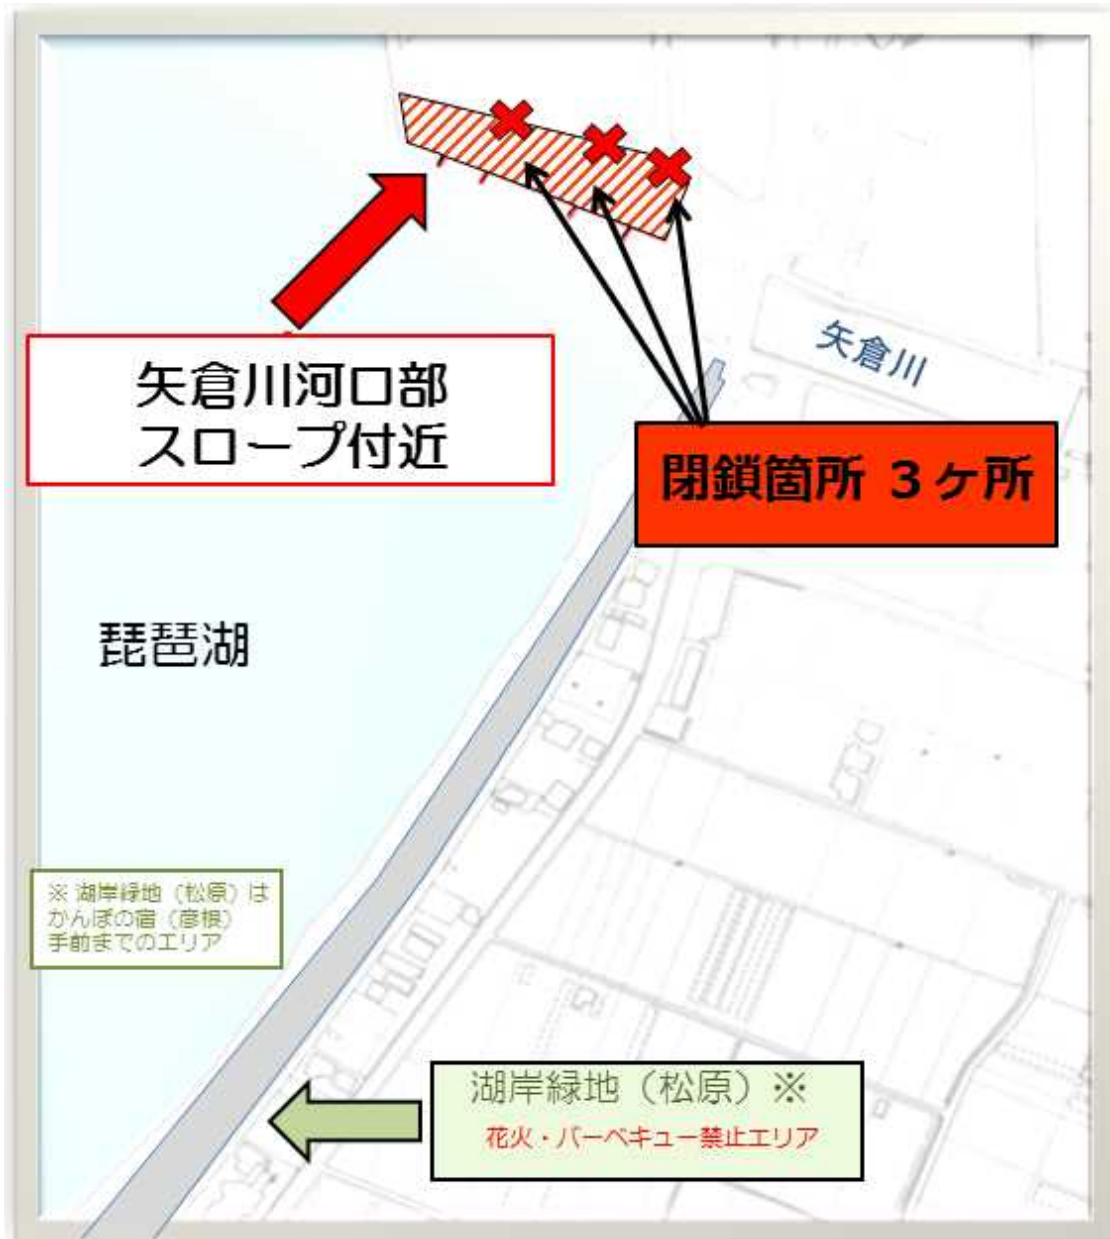 矢倉川
矢倉川河口部
スロープ付近
閉鎖箇所 3ヶ所
琵琶湖
※ 湖岸緑地（松原）は
かんぽの宿（彦根）
手前までのエリア
湖岸緑地（松原）※
花火・バーベキュー禁止エリア